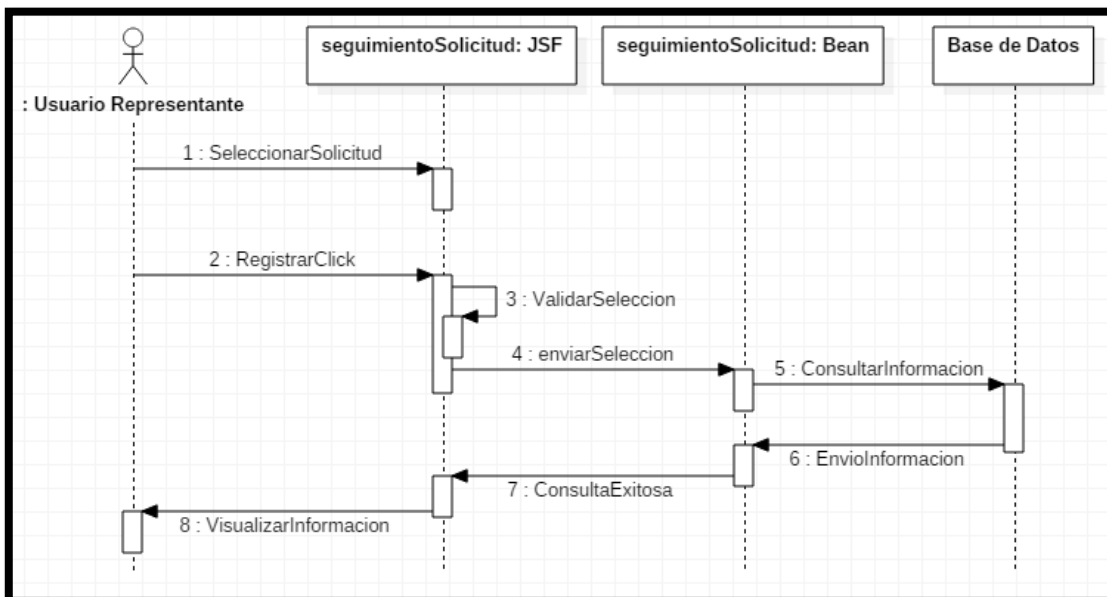 seguimientoSolicitud: JSF
seguimientoSolicitud: Bean
Base de Datos
: Usuario Representante
1 : SeleccionarSolicitud
2 : RegistrarClick
3 : ValidarSeleccion
4 : enviarSeleccion
5 : ConsultarInformacion
6 : EnvioInformacion
7 : ConsultaExitosa
8 : VisualizarInformacion